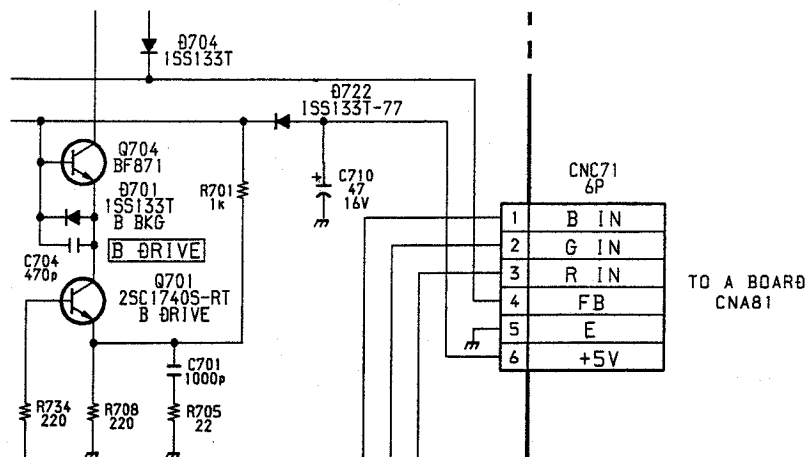 D704
1SS133T
D722
1SS133T-77
Q704
BF871
D701
1SS133T
B BKG
R701
1k
C710
47
16V
+
CNC71
6P
1 B IN
2 G IN
3 R IN
4 FB
5 E
6 +5V
TO A BOARD
CNA81
B DRIVE
C704
470p
Q701
2SC1740S-RT
B DRIVE
C701
1000p
R734
220
R708
220
R705
22